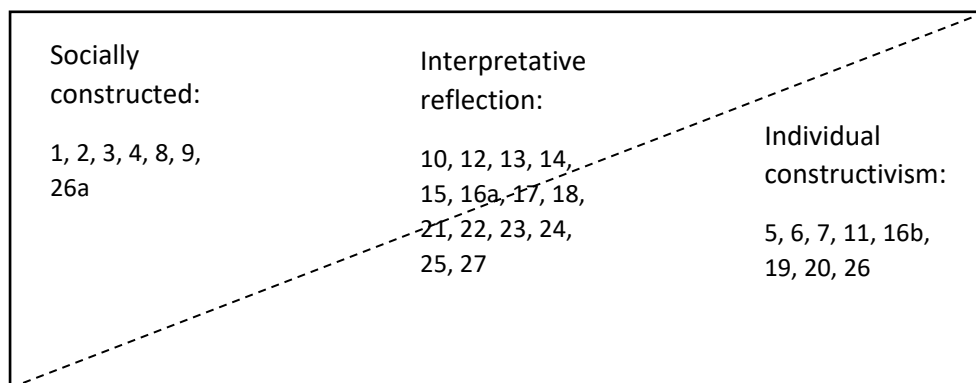 Socially
constructed:
1, 2, 3, 4, 8, 9,
26a
Interpretative
reflection:
10, 12, 13, 14,
15, 16a, 17, 18,
21, 22, 23, 24,
25, 27
Individual
constructivism:
5, 6, 7, 11, 16b,
19, 20, 26